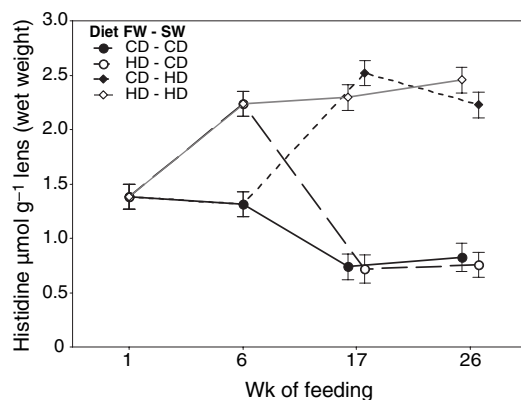 Diet FW - SW
CD - CD
HD - CD
CD - HD
HD - HD
Histidine µmol g⁻¹ lens (wet weight)
3.0
2.5
2.0
1.5
1.0
0.5
0
1 6 17 26
Wk of feeding